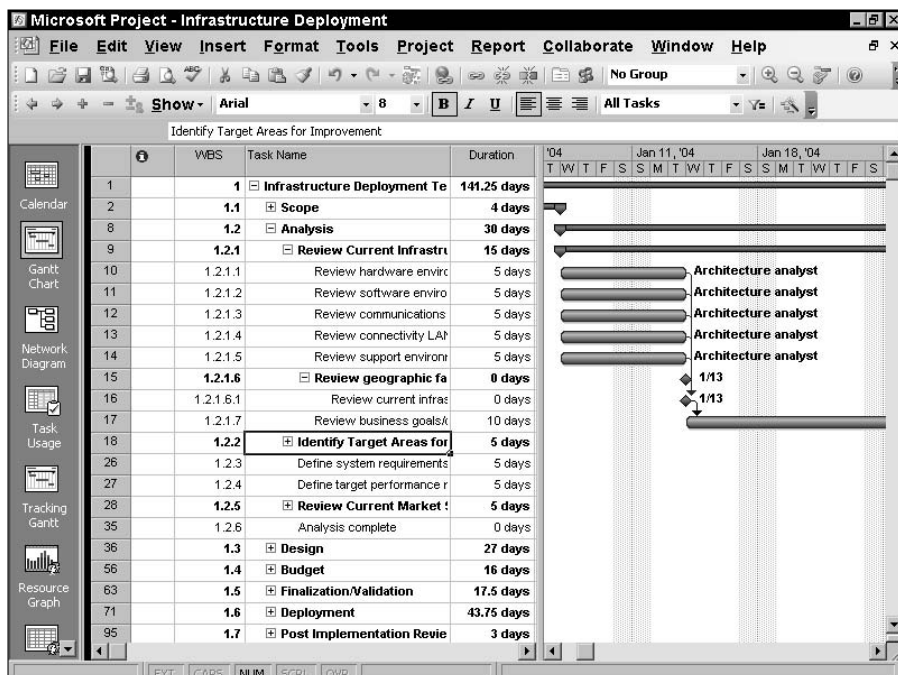 Microsoft Project - Infrastructure Deployment
File Edit View Insert Format Tools Project Report Collaborate Window Help
No Group
Show Arial 8 B I U All Tasks
Identify Target Areas for Improvement
WBS Task Name Duration '04 Jan 11, '04 Jan 18, '04
T W T F S S M T W T F S S M T W T F S
1 1 Infrastructure Deployment Te 141.25 days
Calendar
2 1.1 Scope 4 days
8 1.2 Analysis 30 days
9 1.2.1 Review Current Infrastru 15 days
Gantt Chart
10 1.2.1.1 Review hardware enviro 5 days Architecture analyst
11 1.2.1.2 Review software enviro 5 days Architecture analyst
12 1.2.1.3 Review communications 5 days Architecture analyst
13 1.2.1.4 Review connectivity LAN 5 days Architecture analyst
Network Diagram
14 1.2.1.5 Review support environr 5 days Architecture analyst
15 1.2.1.6 Review geographic fa 0 days 1/13
16 1.2.1.6.1 Review current infras 0 days 1/13
17 1.2.1.7 Review business goals/ 10 days
Task Usage
18 1.2.2 Identify Target Areas for 5 days
26 1.2.3 Define system requirements 5 days
27 1.2.4 Define target performance r 5 days
Tracking Gantt
28 1.2.5 Review Current Market 5 days
35 1.2.6 Analysis complete 0 days
36 1.3 Design 27 days
56 1.4 Budget 16 days
Resource Graph
63 1.5 Finalization/Validation 17.5 days
71 1.6 Deployment 43.75 days
95 1.7 Post Implementation Revie 3 days
EXT CAPS NUM SCRL OVR